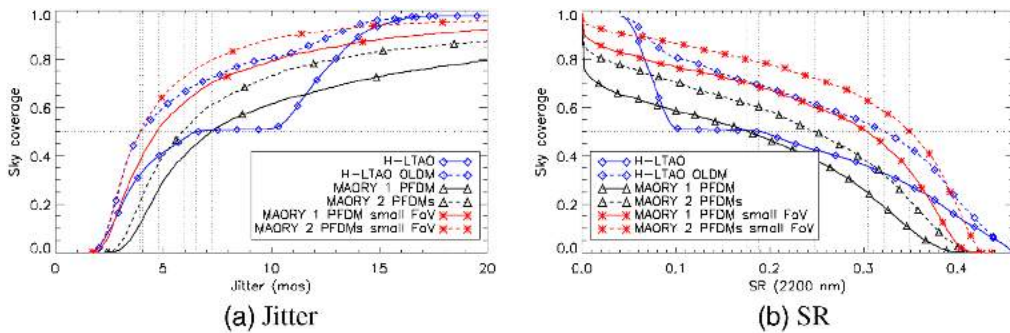 1.0
0.8
0.6
0.4
0.2
0.0
Sky coverage
0
5
10
15
20
Jitter (mas)
H-LTAO
H-LTAO OLDM
MAORY 1 PFDM
MAORY 2 PFDMs
MAORY 1 PFDM small FoV
MAORY 2 PFDMs small FoV
(a) Jitter
1.0
0.8
0.6
0.4
0.2
0.0
Sky coverage
0.0
0.1
0.2
0.3
0.4
SR (2200 nm)
H-LTAO
H-LTAO OLDM
MAORY 1 PFDM
MAORY 2 PFDMs
MAORY 1 PFDM small FoV
MAORY 2 PFDMs small FoV
(b) SR